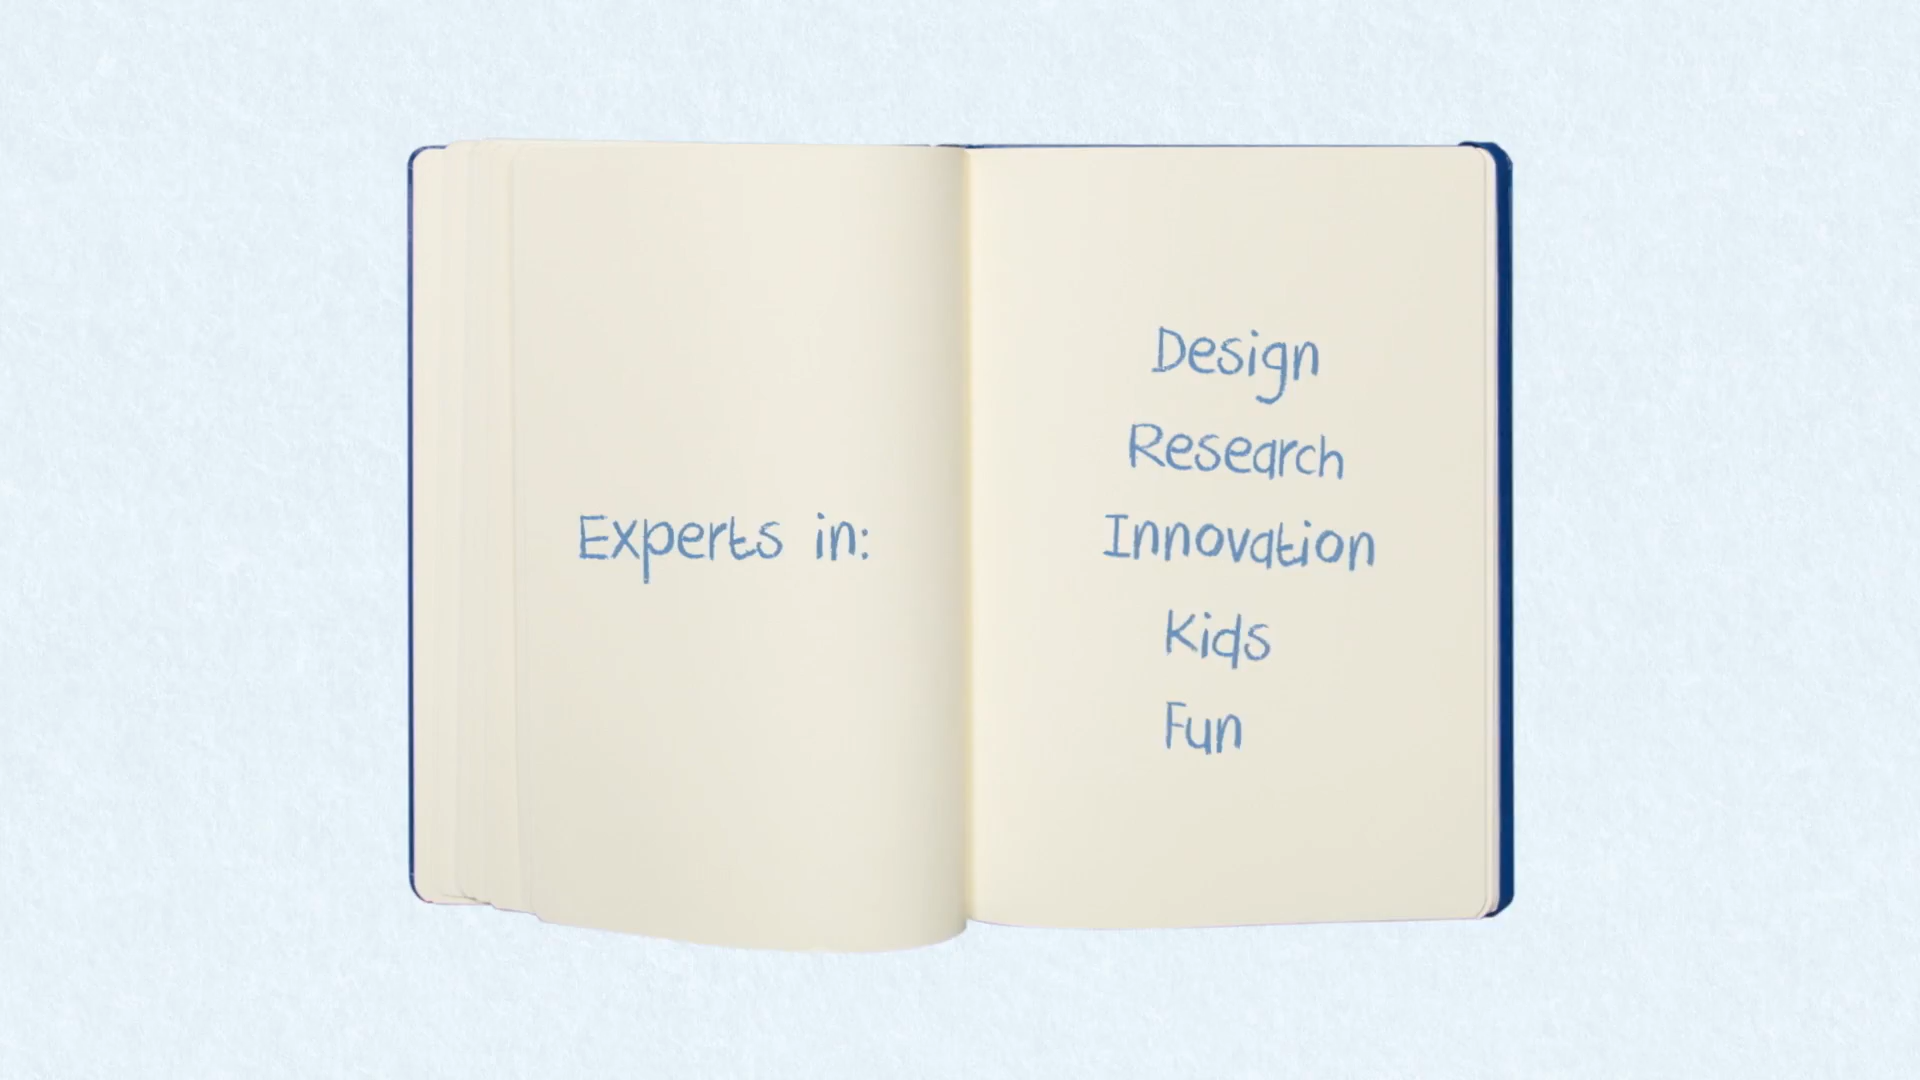 Experts in:
Design
Research
Innovation
Kids
Fun